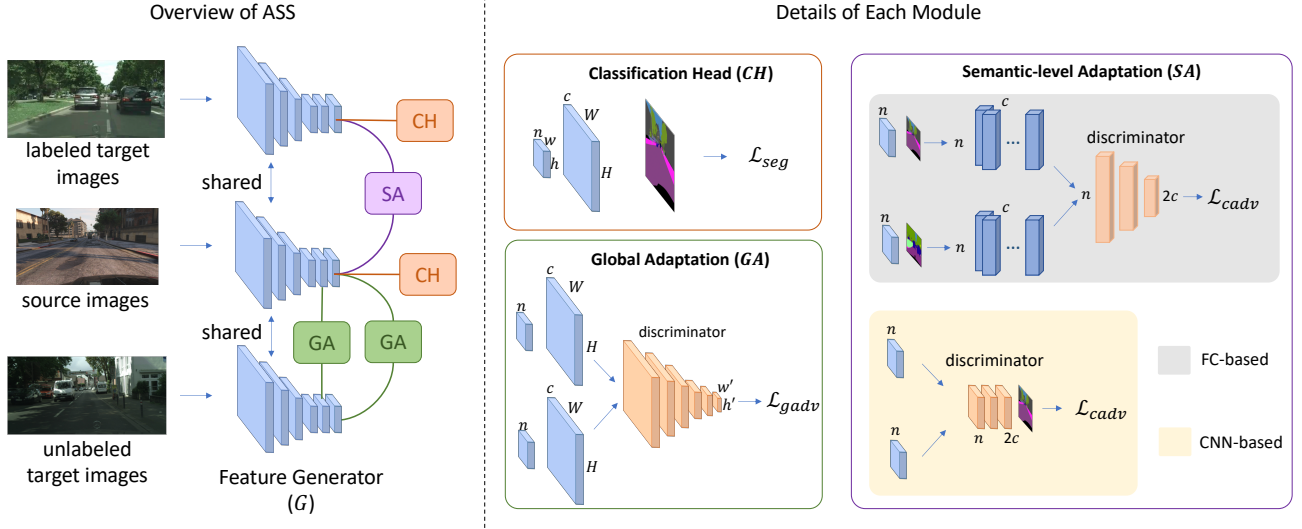 Overview of ASS
labeled target
images
shared
source images
shared
unlabeled
target images
CH
SA
CH
GA
GA
Feature Generator
(G)
Details of Each Module
Classification Head (CH)
n
w
h
c
W
H
ℒseg
Global Adaptation (GA)
n
c
W
H
n
c
W
H
discriminator
w'
h'
ℒgadv
Semantic-level Adaptation (SA)
n
n
c
...
n
n
c
...
discriminator
n
2c
ℒcadv
n
n
discriminator
n
2c
ℒcadv
FC-based
CNN-based